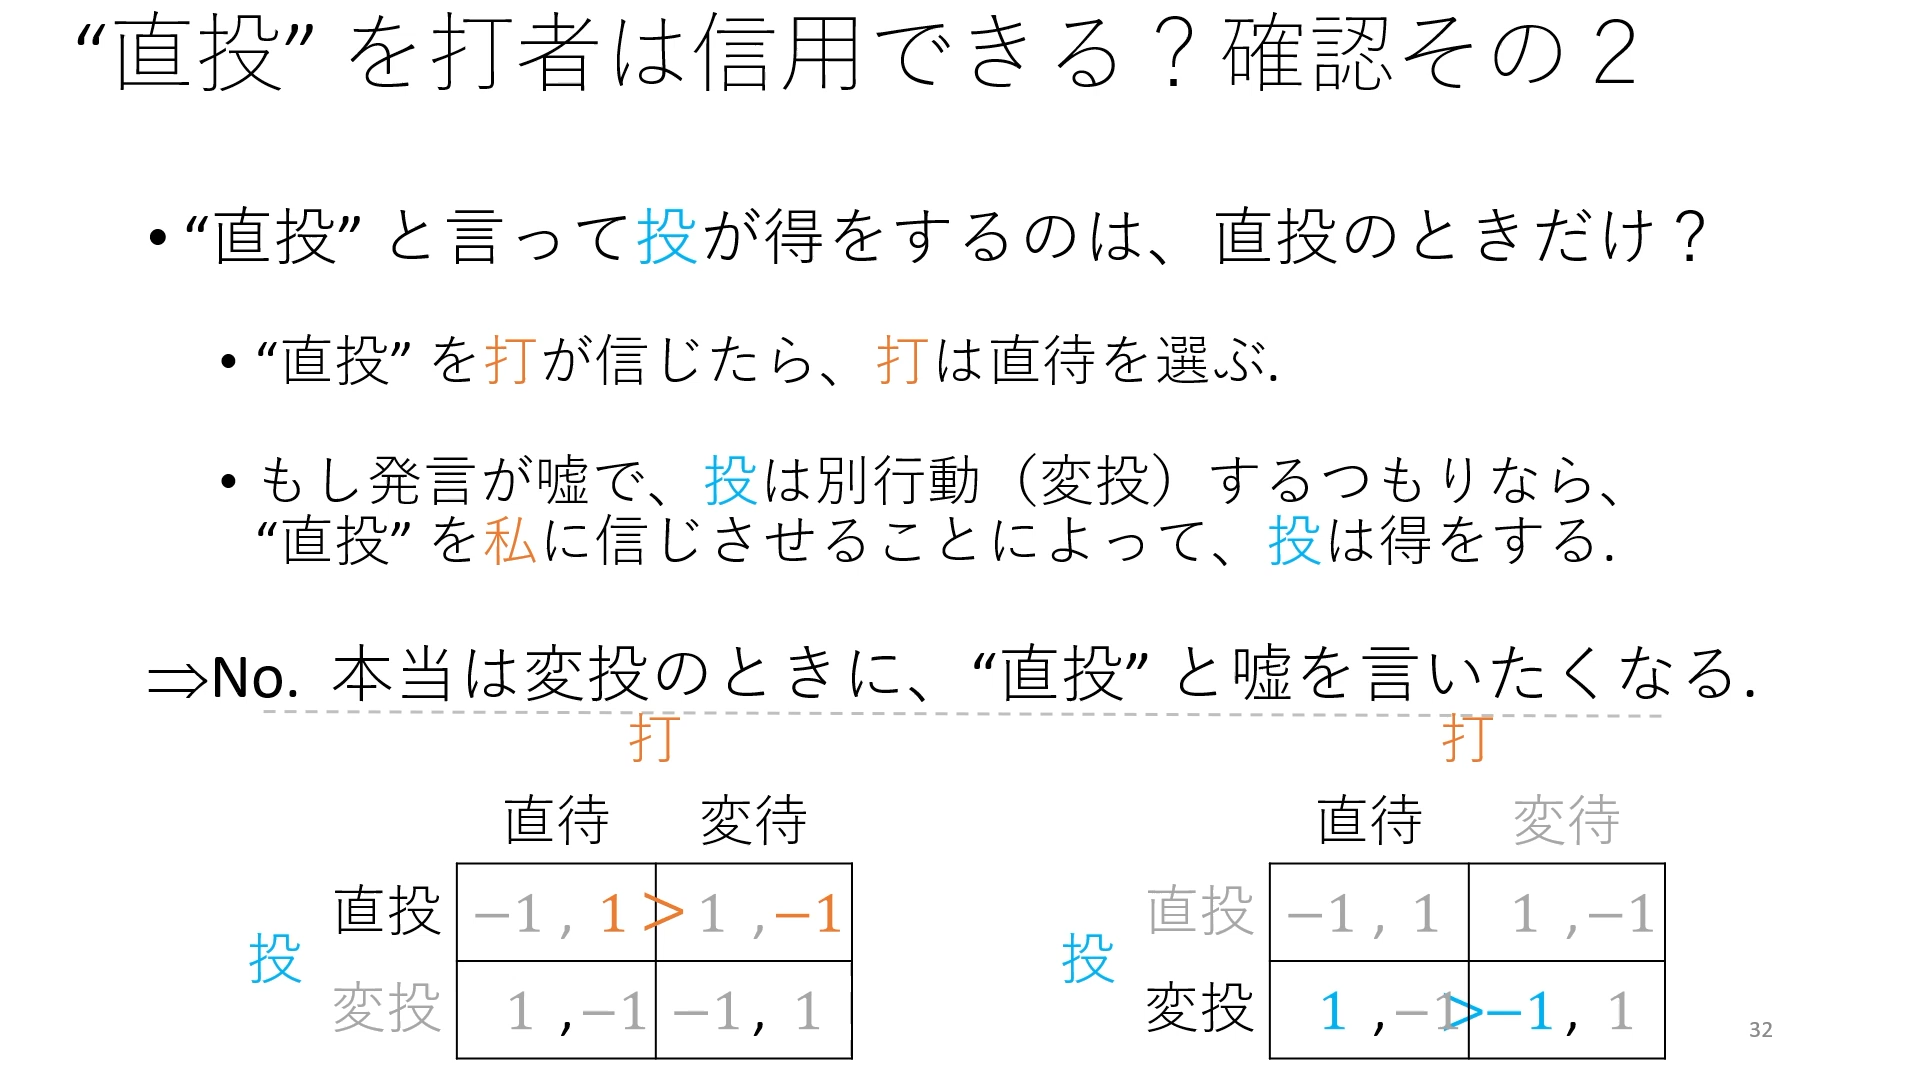 “直投” を打者は信用できる？確認その２
• “直投” と言って投が得をするのは、直投のときだけ？
• “直投” を打が信じたら、打は直待を選ぶ.
• もし発言が嘘で、投は別行動（変投）するつもりなら、
“直投” を私に信じさせることによって、投は得をする.
⇒No. 本当は変投のときに、“直投” と嘘を言いたくなる.
打 打
直待 変待 直待 変待
直投 −1 , 1 > 1 , −1 直投 −1 , 1 1 , −1
投 投
変投 1 , −1 −1 , 1 変投 1 , −1 > −1 , 1
32